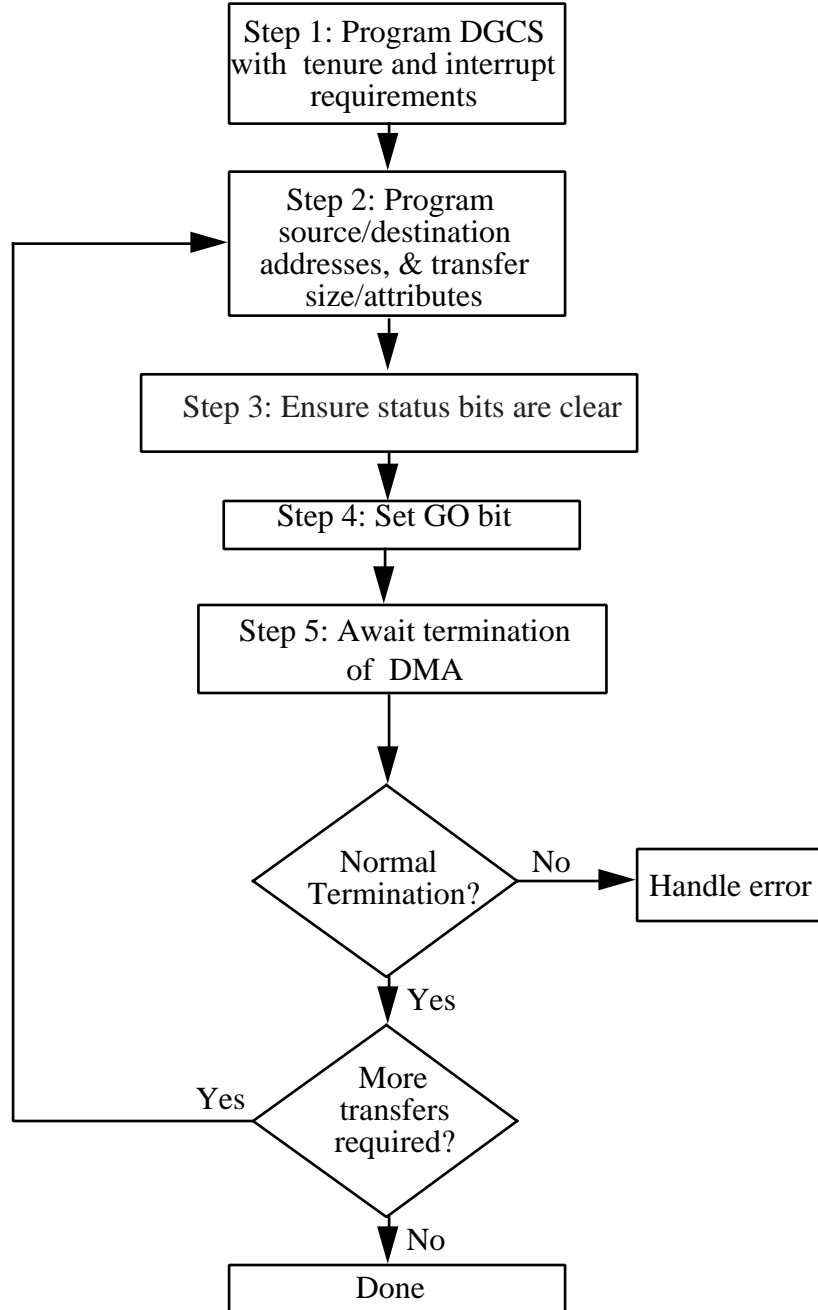 Step 1: Program DGCS
with tenure and interrupt
requirements
Step 2: Program
source/destination
addresses, & transfer
size/attributes
Step 3: Ensure status bits are clear
Step 4: Set GO bit
Step 5: Await termination
of DMA
Normal
Termination?
No
Handle error
Yes
More
transfers
required?
Yes
No
Done